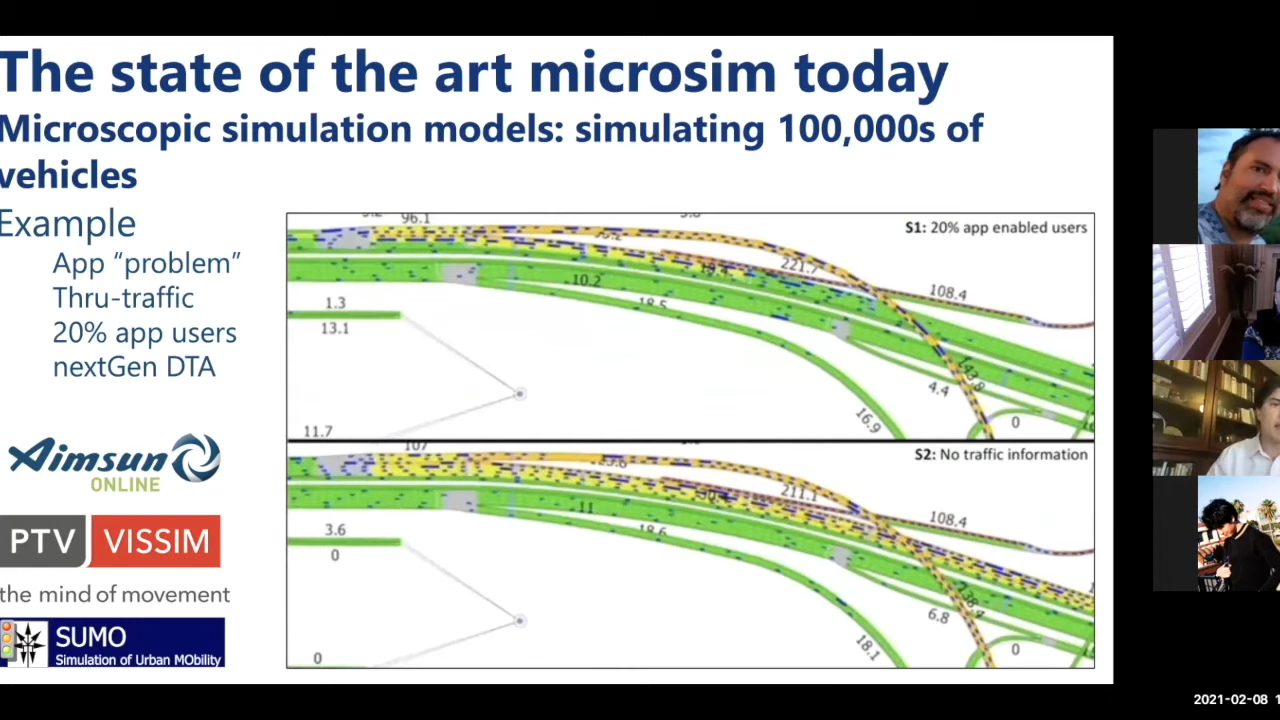 The state of the art microsim today
Microscopic simulation models: simulating 100,000s of
vehicles
Example
App “problem”
Thru-traffic
20% app users
nextGen DTA
Aimsun
ONLINE
PTV VISSIM
the mind of movement
SUMO
Simulation of Urban MObility
96.1
S1: 20% app enabled users
221.7
108.4
10.2
18.5
1.3
13.1
143.8
4.4
16.9
0
11.7
107
S2: No traffic information
211.1
108.4
11
18.6
3.6
0
6.8
18.1
0
0
2021-02-08